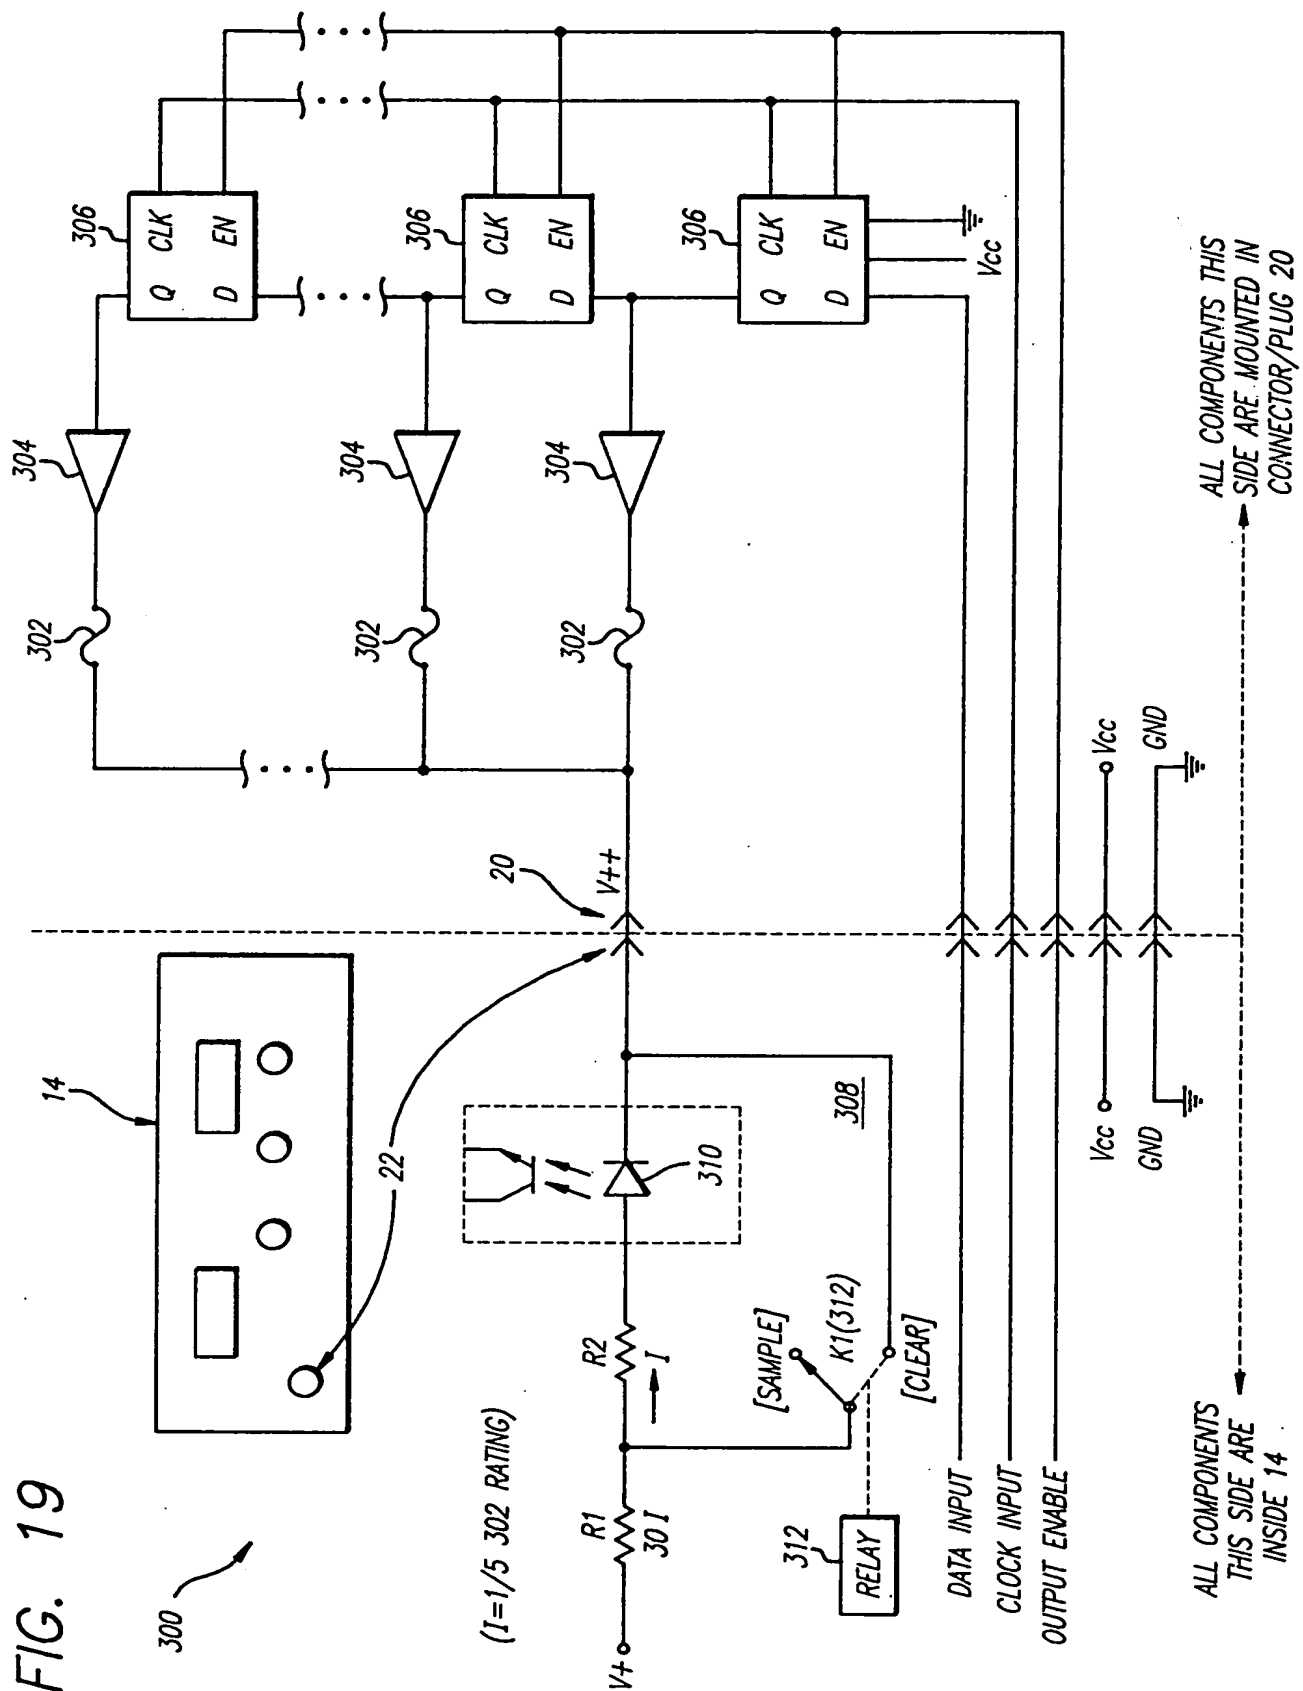 FIG. 19
300
14
22
20
V++
304
302
306
Q
CLK
D
EN
304
302
306
Q
CLK
D
EN
304
302
306
Q
CLK
D
EN
Vcc
(I=1/5 302 RATING)
V+
R1
30 I
R2
I
310
308
[SAMPLE]
K1(312)
[CLEAR]
312
RELAY
DATA INPUT
CLOCK INPUT
OUTPUT ENABLE
Vcc
Vcc
GND
GND
ALL COMPONENTS
THIS SIDE ARE
INSIDE 14
ALL COMPONENTS THIS
SIDE ARE MOUNTED IN
CONNECTOR/PLUG 20